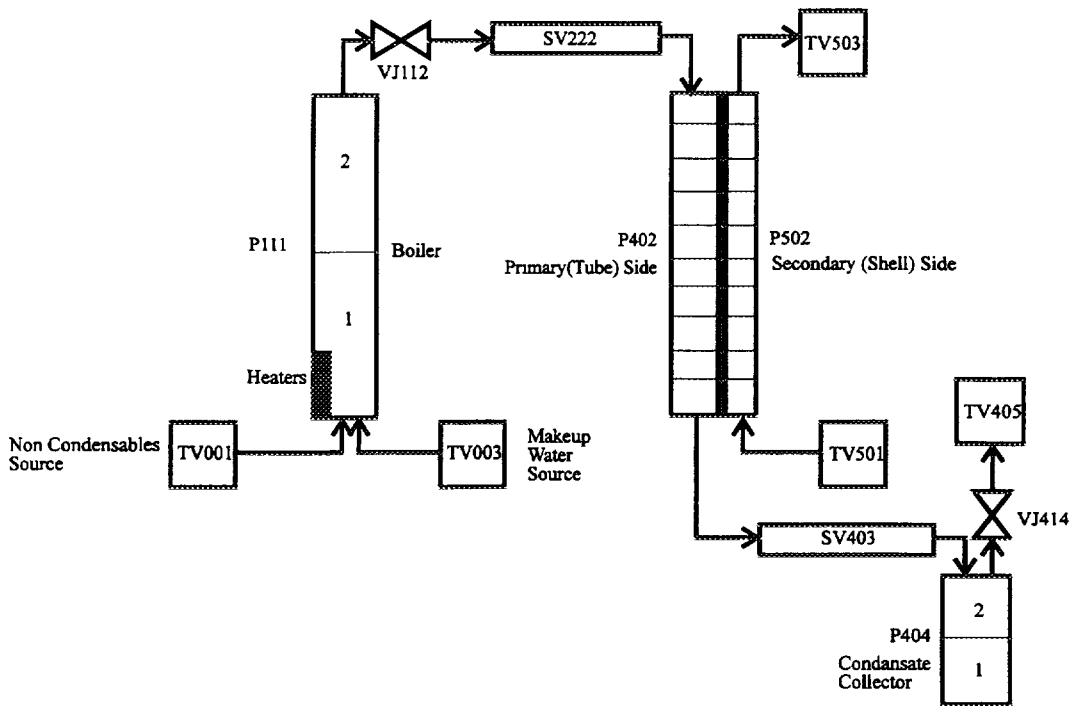 SV222
TV503
VJ112
2
P111
Boiler
P402
Primary(Tube) Side
P502
Secondary (Shell) Side
1
Heaters
Non Condensables
Source
TV001
TV003
Makeup
Water
Source
TV501
TV405
VJ414
SV403
2
P404
Condansate
Collector
1